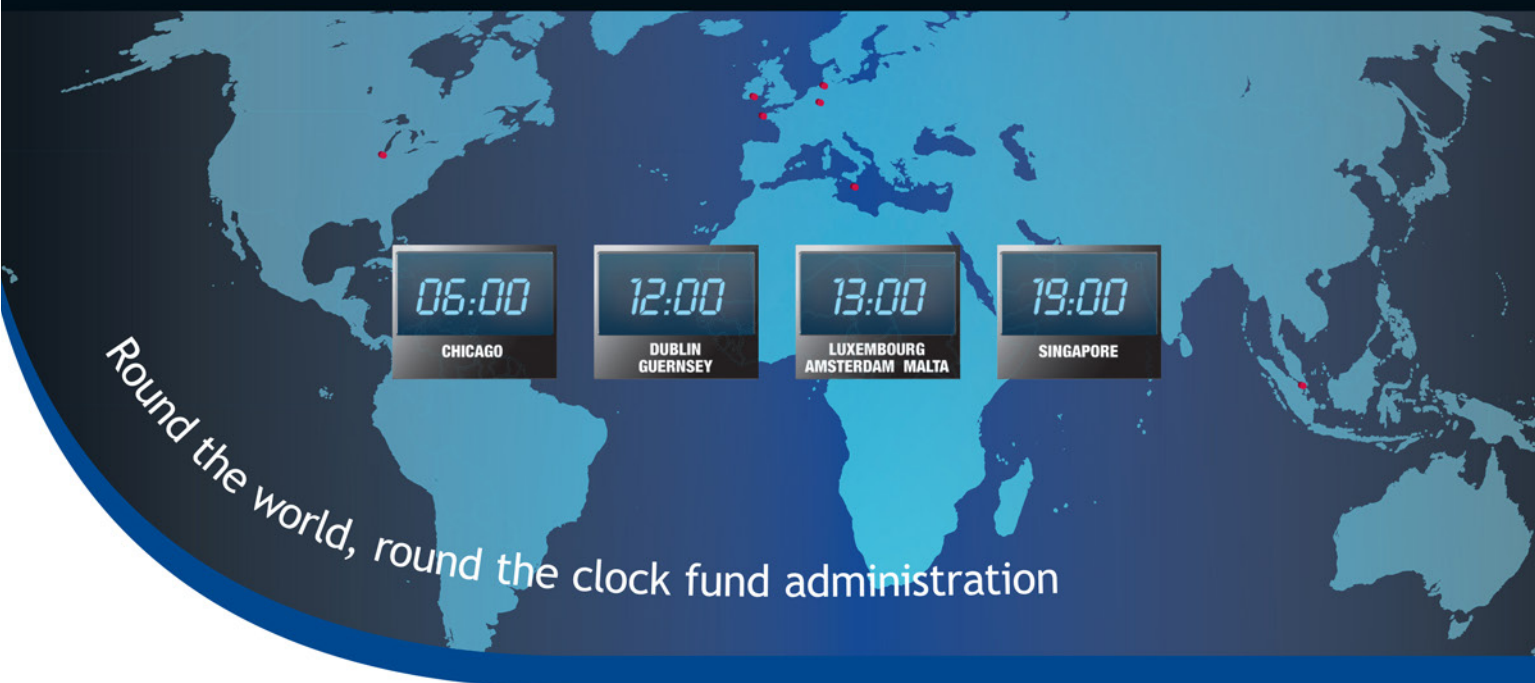 06:00
CHICAGO
12:00
DUBLIN
GUERNSEY
13:00
LUXEMBOURG
AMSTERDAM MALTA
19:00
SINGAPORE
Round the world, round the clock fund administration